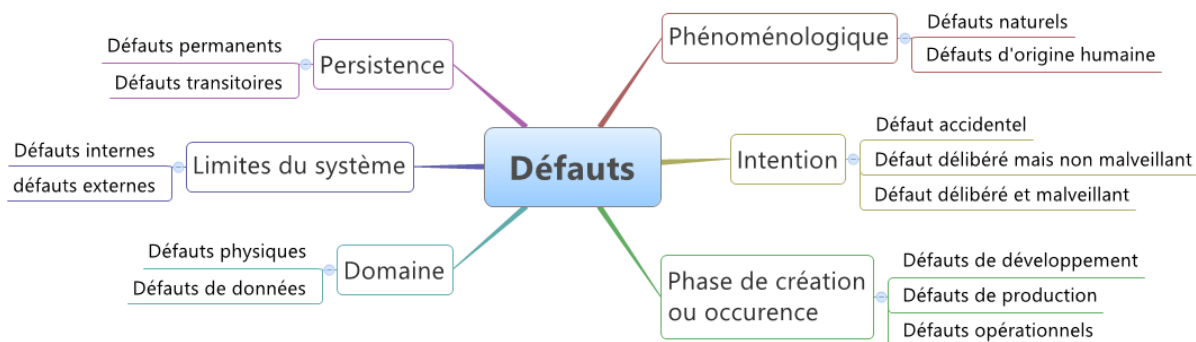 Défauts
Phénoménologique
Défauts naturels
Défauts d'origine humaine
Intention
Défaut accidentel
Défaut délibéré mais non malveillant
Défaut délibéré et malveillant
Phase de création
ou occurence
Défauts de développement
Défauts de production
Défauts opérationnels
Persistence
Défauts permanents
Défauts transitoires
Limites du système
Défauts internes
défauts externes
Domaine
Défauts physiques
Défauts de données